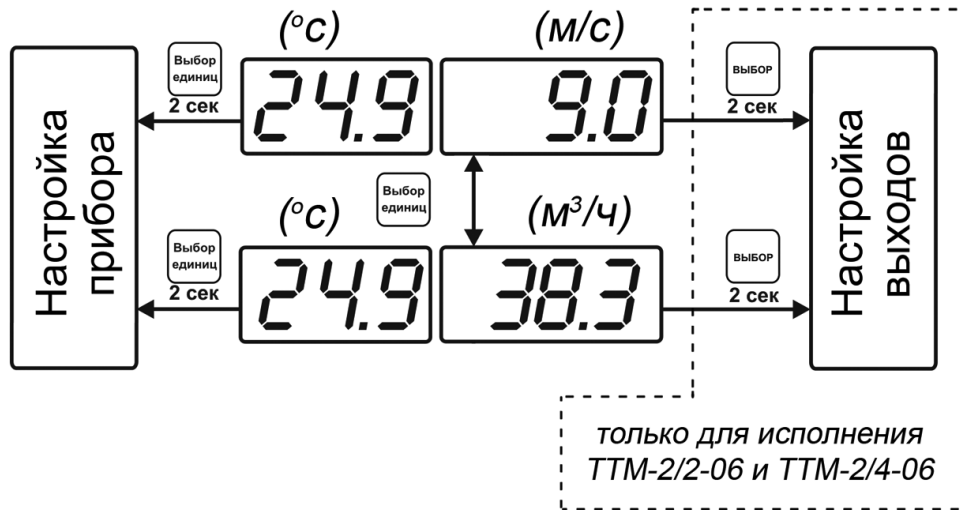 (°с) (м/с)
Выбор
единиц
2 сек
24.9 9.0
ВЫБОР
2 сек
Настройка
прибора
Выбор
единиц
Настройка
выходов
(°с) (м³/ч)
Выбор
единиц
2 сек
24.9 38.3
ВЫБОР
2 сек
только для исполнения
ТТМ-2/2-06 и ТТМ-2/4-06